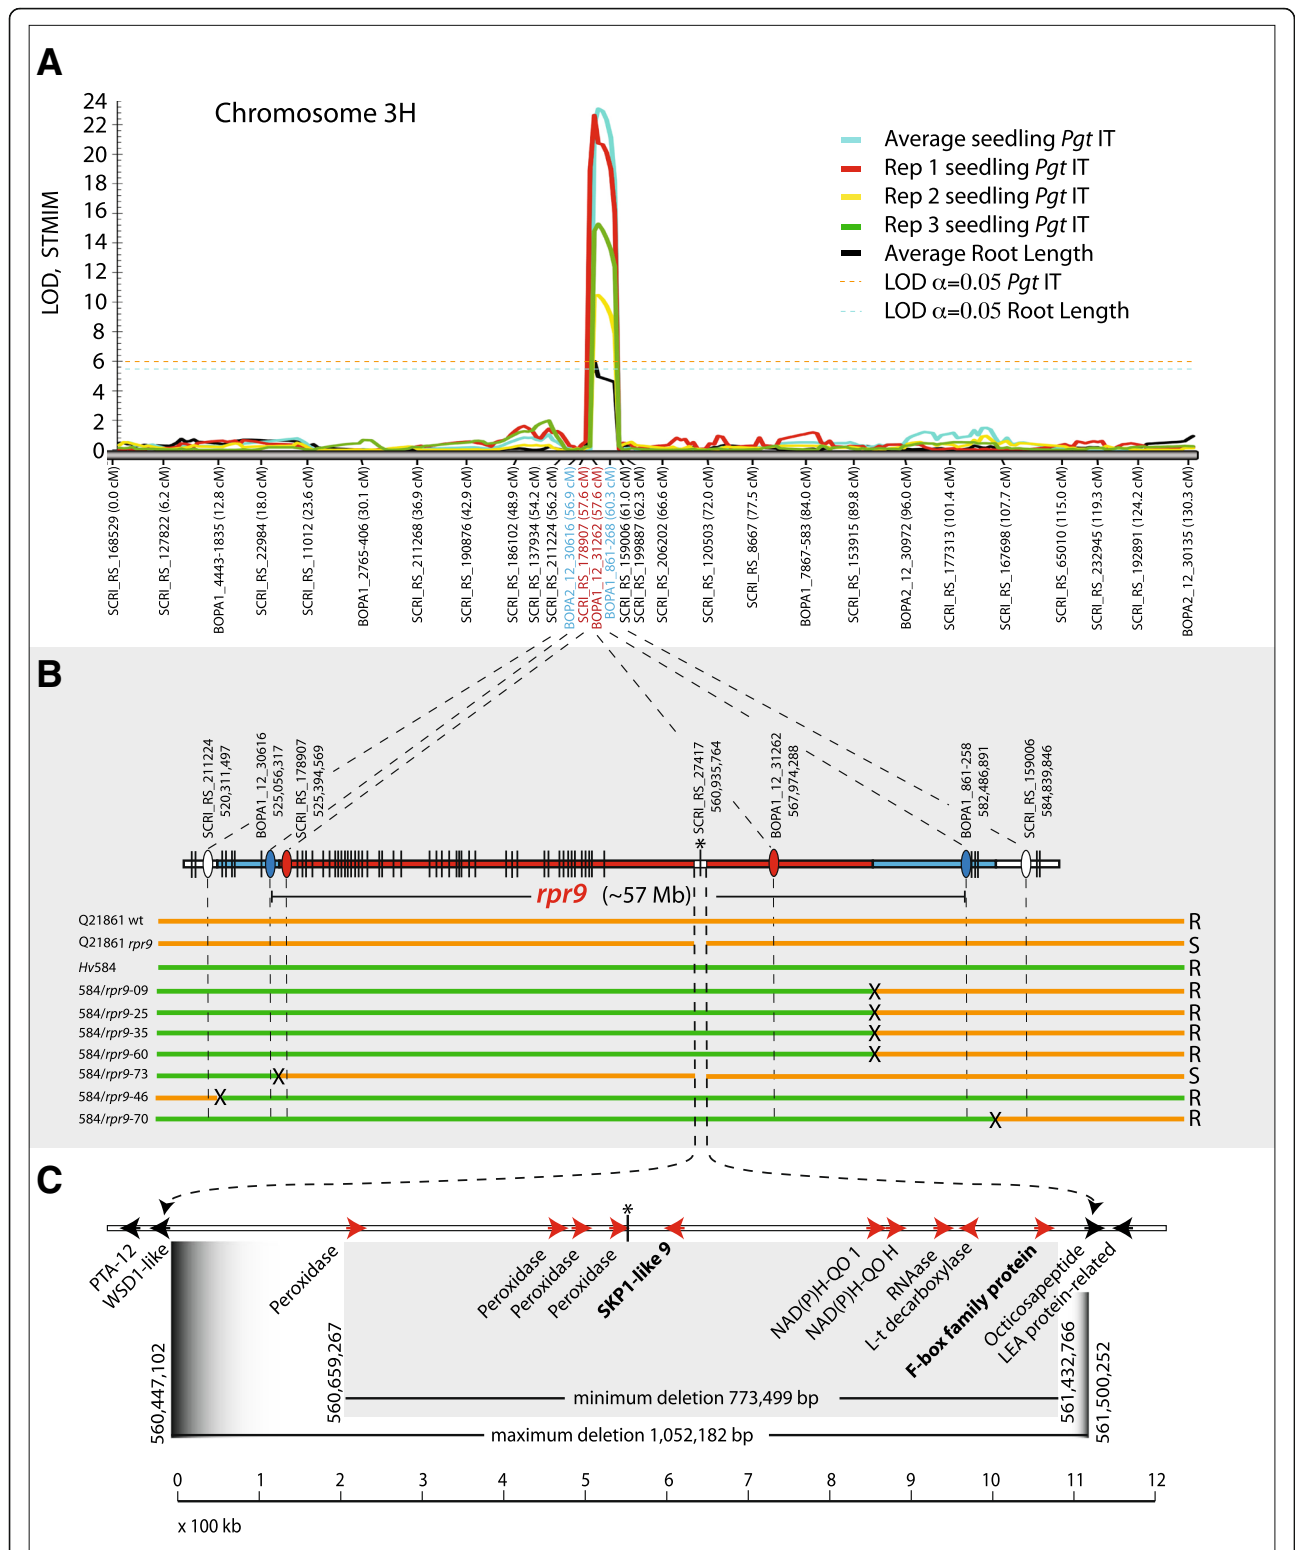 A
Chromosome 3H
LOD, STMIM
24
22
20
18
16
14
12
10
8
6
4
2
0
Average seedling Pgt IT
Rep 1 seedling Pgt IT
Rep 2 seedling Pgt IT
Rep 3 seedling Pgt IT
Average Root Length
LOD α=0.05 Pgt IT
LOD α=0.05 Root Length
SCRI_RS_168529 (0.0 cM)
SCRI_RS_127822 (6.2 cM)
BOPA1_4443-1835 (12.8 cM)
SCRI_RS_22984 (18.0 cM)
SCRI_RS_110012 (23.6 cM)
BOPA1_2765-4066 (30.1 cM)
SCRI_RS_211268 (36.9 cM)
SCRI_RS_190876 (42.9 cM)
SCRI_RS_186102 (48.9 cM)
SCRI_RS_137934 (54.2 cM)
SCRI_RS_211224 (56.2 cM)
BOPA2_12_30616 (56.9 cM)
SCRI_RS_178907 (57.6 cM)
BOPA1_12_31262 (57.6 cM)
BOPA1_861-268 (60.3 cM)
SCRI_RS_159006 (61.0 cM)
SCRI_RS_199887 (62.3 cM)
SCRI_RS_206202 (66.6 cM)
SCRI_RS_120503 (72.0 cM)
SCRI_RS_8667 (77.5 cM)
BOPA1_7867-583 (84.0 cM)
SCRI_RS_1539415 (89.8 cM)
BOPA2_12_309772 (96.0 cM)
SCRI_RS_177313 (101.4 cM)
SCRI_RS_167698 (107.7 cM)
SCRI_RS_65010 (115.0 cM)
SCRI_RS_232945 (119.3 cM)
SCRI_RS_192891 (124.2 cM)
BOPA2_12_30135 (130.3 cM)
B
SCRI_RS_211224
520,311,497
BOPA1_12_30616
525,056,317
SCRI_RS_178907
525,394,569
SCRI_RS_27417
560,935,764
BOPA1_12_31262
567,974,288
BOPA1_861-258
582,486,891
SCRI_RS_159006
584,839,846
*
rpr9 (~57 Mb)
Q21861 wt R
Q21861 rpr9 S
Hv584 R
584/rpr9-09 X R
584/rpr9-25 X R
584/rpr9-35 X R
584/rpr9-60 X R
584/rpr9-73 X S
584/rpr9-46 X R
584/rpr9-70 X R
C
*
PTA-12
WSD1-like
Peroxidase
Peroxidase
Peroxidase
Peroxidase
SKP1-like 9
NAD(P)H-QO 1
NAD(P)H-QO H
RNAase
L-t decarboxylase
F-box family protein
Octicosapeptide
LEA protein-related
560,447,102
560,659,267
561,432,766
561,500,252
minimum deletion 773,499 bp
maximum deletion 1,052,182 bp
0 1 2 3 4 5 6 7 8 9 10 11 12
x 100 kb